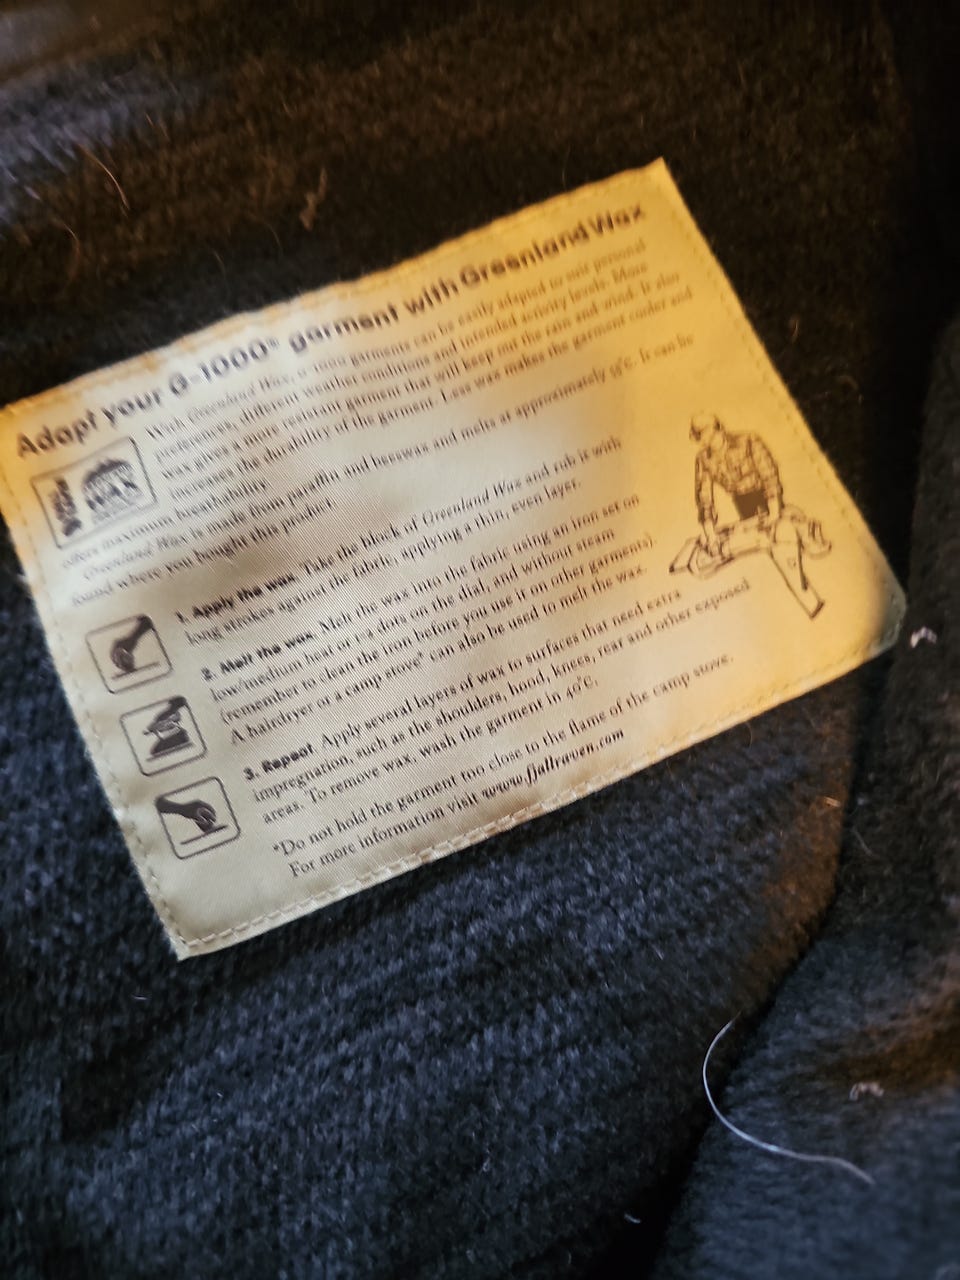 Adapt your G-1000® garment with Greenland Wax
With Greenland Wax, G-1000 garments can be easily adapted to suit personal
preferences, different weather conditions and intended activity levels. More
wax gives a more resistant garment that will keep out the rain and wind. It also
increases the durability of the garment. Less wax makes the garment cooler and
offers maximum breathability.
Greenland Wax is made from paraffin and beeswax and melts at approximately It can be
found where you bought this product.
WAX
1. Apply the wax. Take the block of Greenland Wax and rub it with
long strokes against the fabric, applying a thin, even layer.
2. Melt the wax. Melt the wax into the fabric using an iron set on
low/medium heat or 1-2 dots on the dial, and without steam
(remember to clean the iron before you use it on other garments).
A hairdryer or a camp stove* can also be used to melt the wax.
3. Repeat. Apply several layers of wax to surfaces that need extra
impregnation, such as the shoulders, hood, knees, rear and other exposed
areas. To remove wax, wash the garment in 40°C.
*Do not hold the garment too close to the flame of the camp stove.
For more information visit www.fjallraven.com